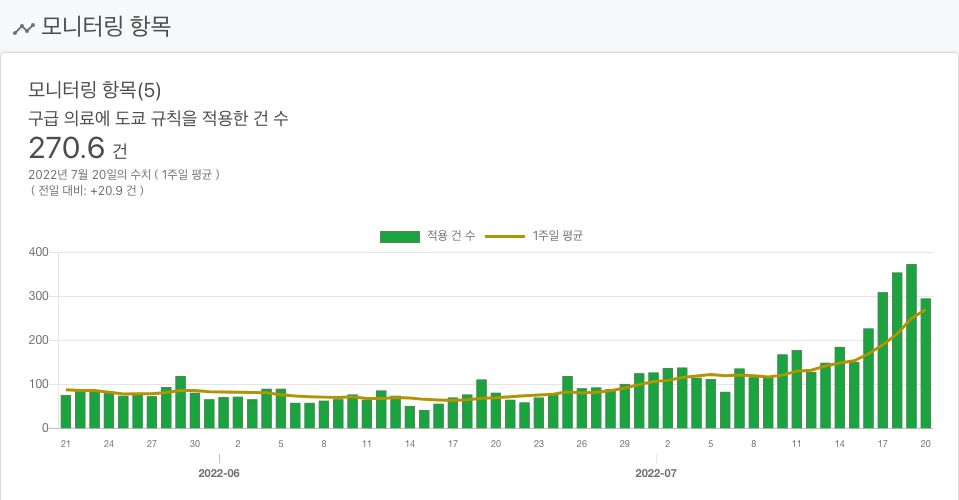 모니터링 항목
모니터링 항목(5)
구급 의료에 도쿄 규칙을 적용한 건 수
270.6 건
2022년 7월 20일의 수치 ( 1주일 평균 )
( 전일 대비: +20.9 건 )
적용 건 수 1주일 평균
400
300
200
100
0
21 24 27 30 2 5 8 11 14 17 20 23 26 29 2 5 8 11 14 17 20
2022-06 2022-07